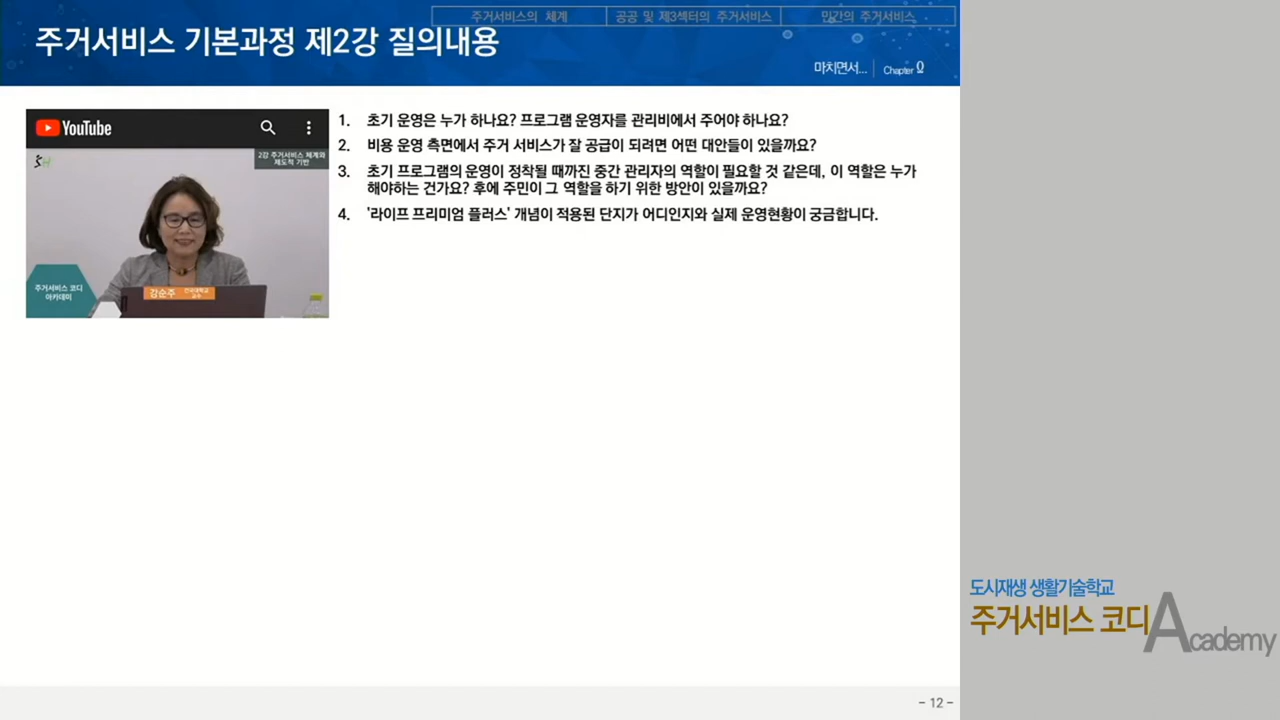 주거서비스의 체계
공공 및 제3섹터의 주거서비스
민간의 주거서비스
주거서비스 기본과정 제2강 질의내용
마치면서...
Chapter 0
YouTube
SH
2강 주거서비스 체계와
제도적 기반
주거서비스 코디
아카데미
강순주
건국대학교
교수
1. 초기 운영은 누가 하나요? 프로그램 운영자를 관리비에서 주어야 하나요?
2. 비용 운영 측면에서 주거 서비스가 잘 공급이 되려면 어떤 대안들이 있을까요?
3. 초기 프로그램의 운영이 정착될 때까진 중간 관리자의 역할이 필요할 것 같은데, 이 역할은 누가
해야하는 건가요? 후에 주민이 그 역할을 하기 위한 방안이 있을까요?
4. '라이프 프리미엄 플러스' 개념이 적용된 단지가 어디인지와 실제 운영현황이 궁금합니다.
도시재생 생활기술학교
주거서비스 코디 Academy
- 12 -